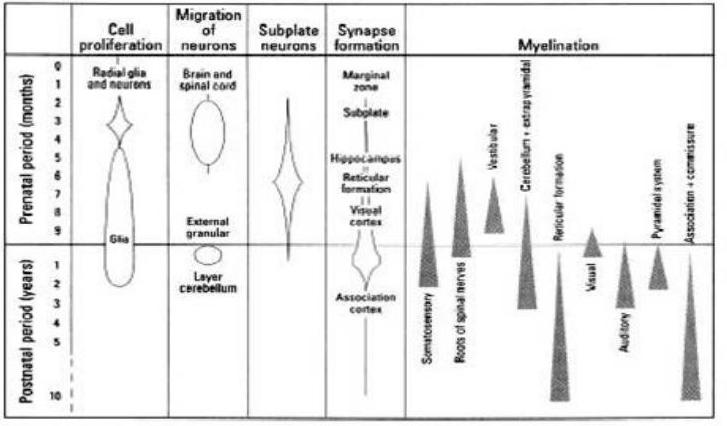 Cell
proliferation
Migration
of
neurons
Subplate
neurons
Synapse
formation
Myelination
Prenatal period (months)
0
1
2
3
4
5
6
7
8
9
Postnatal period (years)
1
2
3
4
5
10
Radial glia
and neurons
Glia
Brain and
spinal cord
External
granular
Layer
cerebellum
Marginal
zone
Subplate
Hippocampus
Reticular
formation
Visual
cortex
Association
cortex
Somatosensory
Roots of spinal nerves
Vestibular
Cerebellum + extrapyramidal
Reticular formation
Visual
Auditory
Pyramidal system
Association + commissure